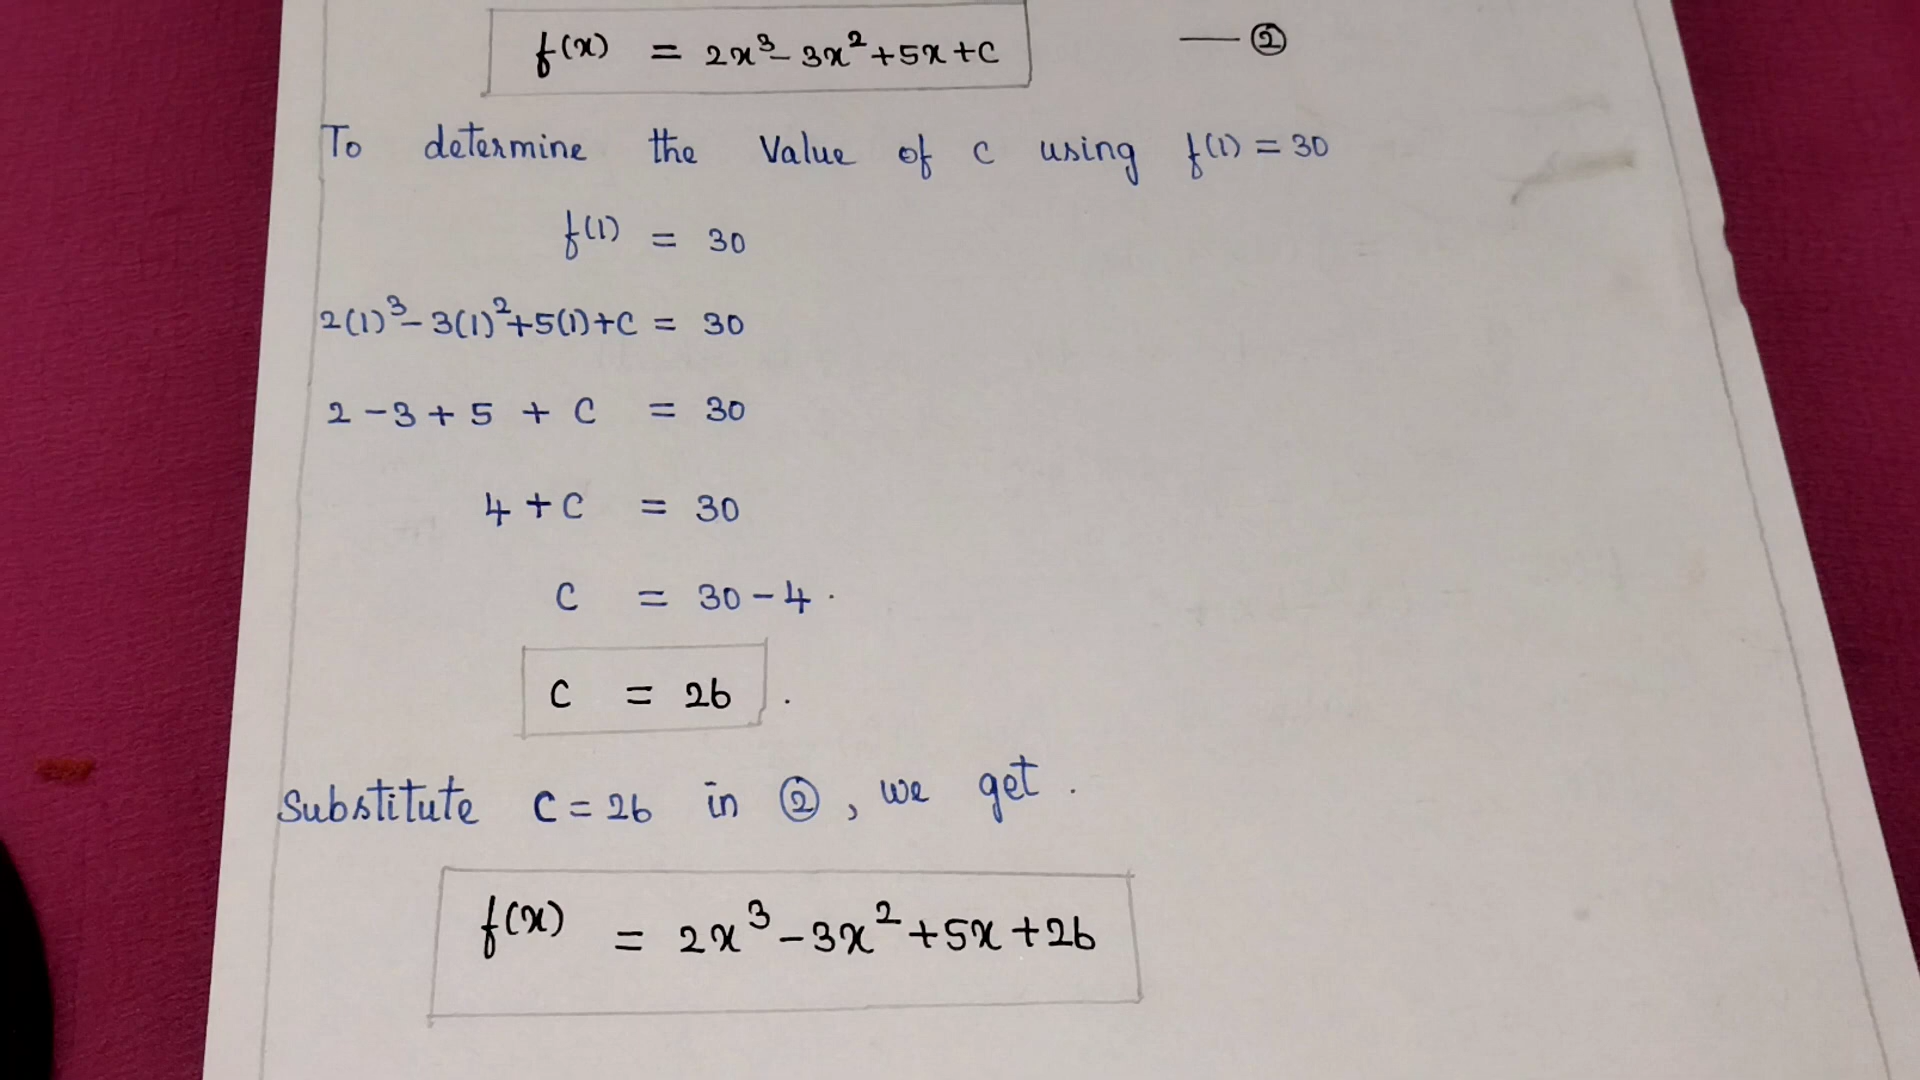 f(x) = 2x³ - 3x² + 5x + c — ②
To determine the Value of c using f(1) = 30
f(1) = 30
2(1)³ - 3(1)² + 5(1) + c = 30
2 - 3 + 5 + c = 30
4 + c = 30
c = 30 - 4 .
c = 26 .
Substitute c = 26 in ②, we get .
f(x) = 2x³ - 3x² + 5x + 26